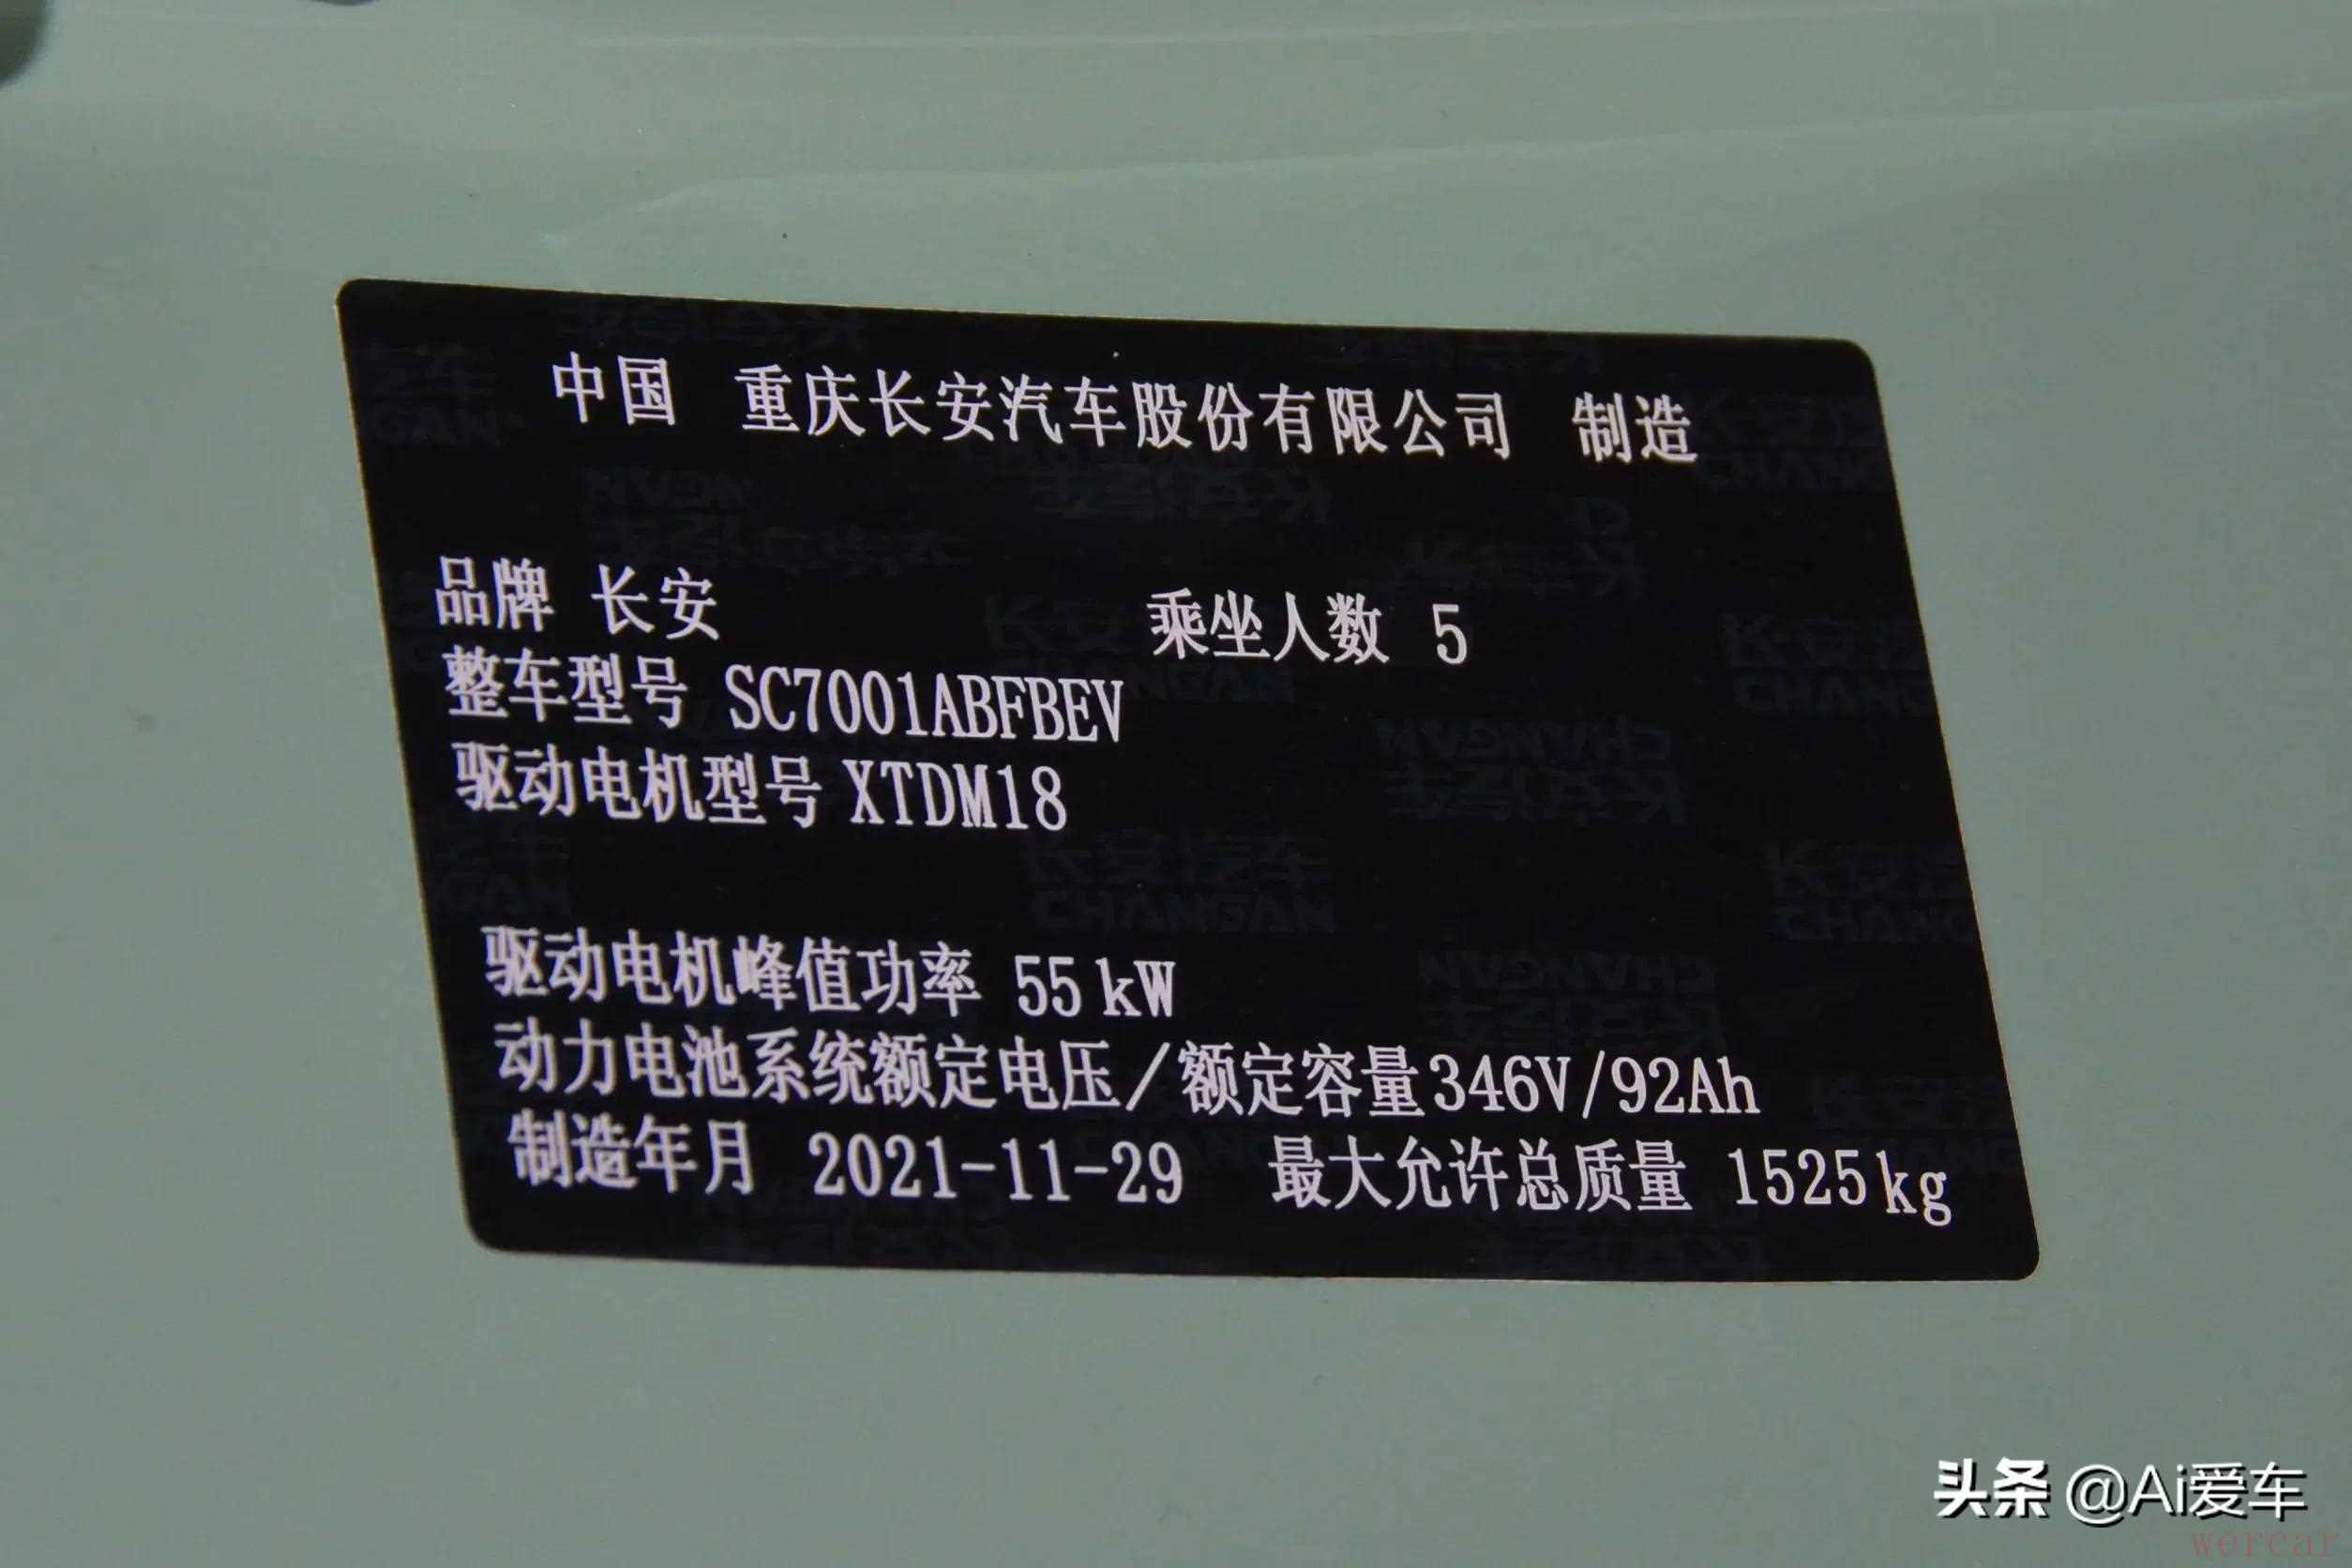 中国 重庆长安汽车股份有限公司 制造
品牌 长安 乘坐人数 5
整车型号 SC7001ABFBEV
驱动电机型号 XTDM18
驱动电机峰值功率 55kW
动力电池系统额定电压/额定容量346V/92Ah
制造年月 2021-11-29 最大允许总质量 1525kg
头条 @Ai爱车
werear